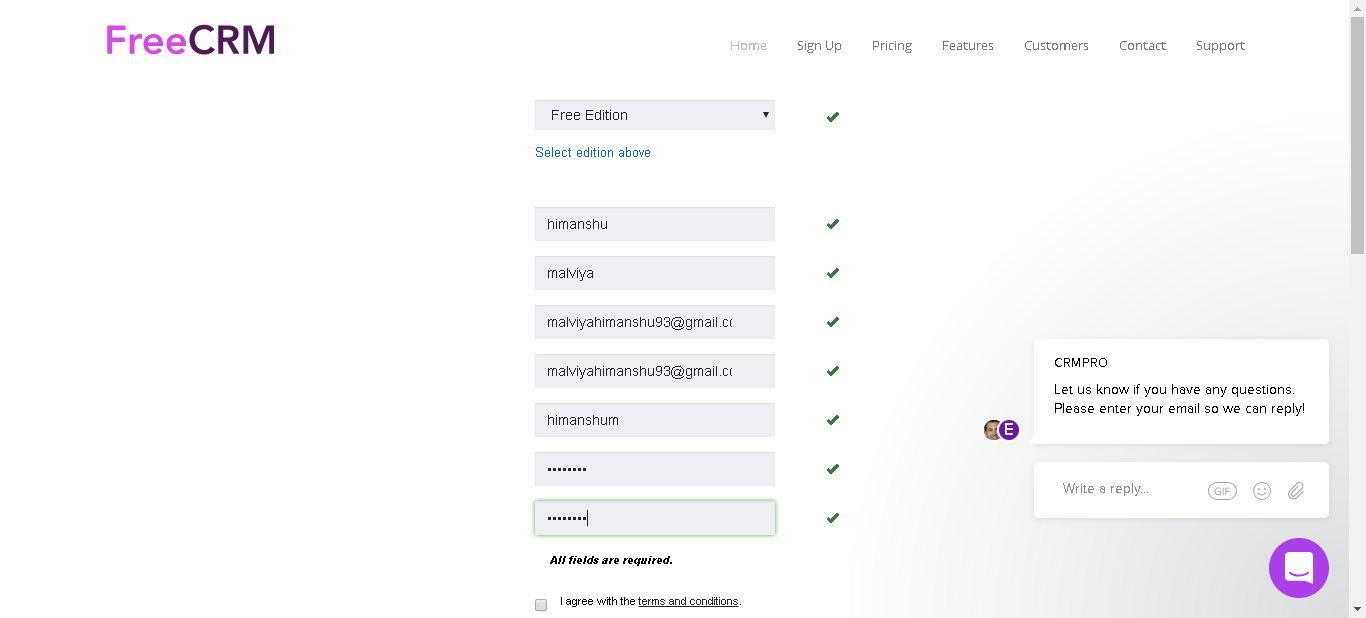 FreeCRM
Home Sign Up Pricing Features Customers Contact Support
Free Edition
Select edition above
himanshu
malviya
malviyahimanshu93@gmail.cc
malviyahimanshu93@gmail.cc
himanshum
••••••••
••••••••
All fields are required.
I agree with the terms and conditions.
CRMPRO
Let us know if you have any questions.
Please enter your email so we can reply!
E
Write a reply...
GIF